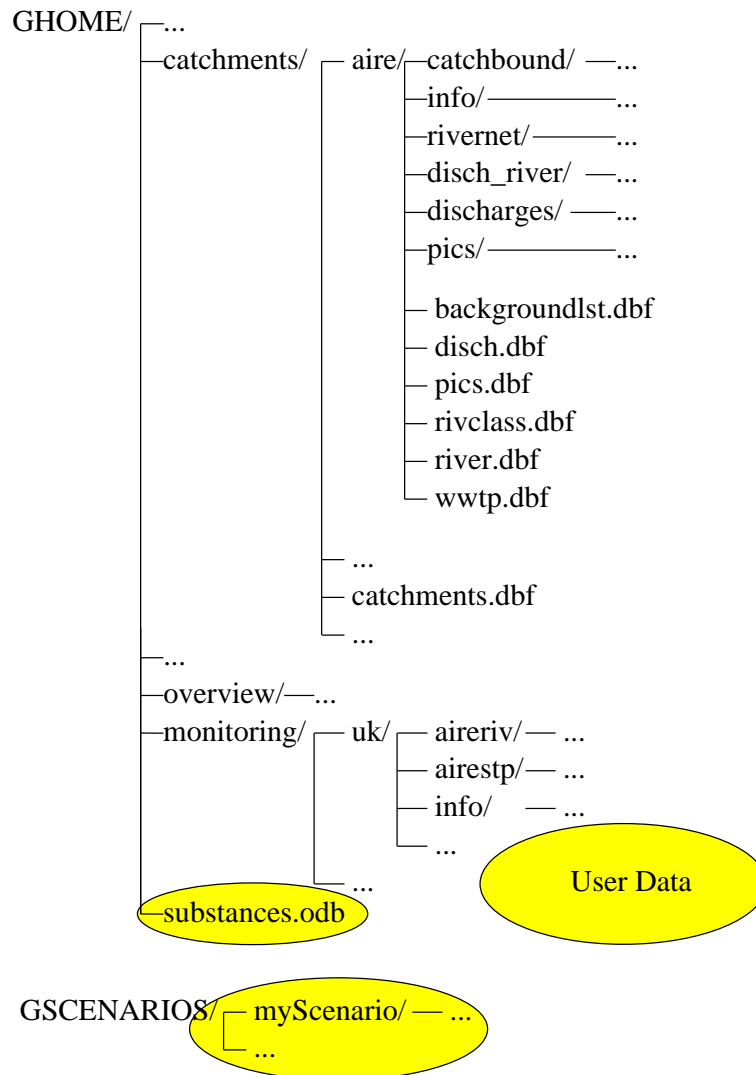 GHOME/ ...
catchments/ aire/ catchbound/ ...
info/ ...
rivernet/ ...
disch_river/ ...
discharges/ ...
pics/ ...
backgroundlst.dbf
disch.dbf
pics.dbf
rivclass.dbf
river.dbf
wwtp.dbf
...
catchments.dbf
...
...
overview/ ...
monitoring/ uk/ aireriv/ ...
airestp/ ...
info/ ...
...
User Data
...
substances.odb
GSCENARIOS/ myScenario/ ...
...